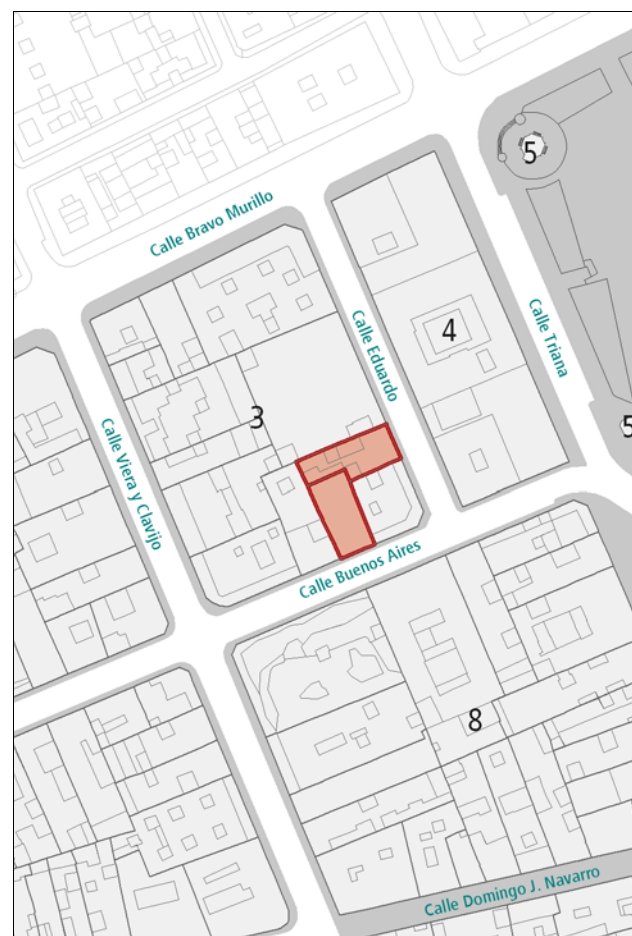 5
Calle Bravo Murillo
Calle Eduardo
Calle Triana
4
3
5
Calle Viera y Clavijo
Calle Buenos Aires
8
Calle Domingo J. Navarro